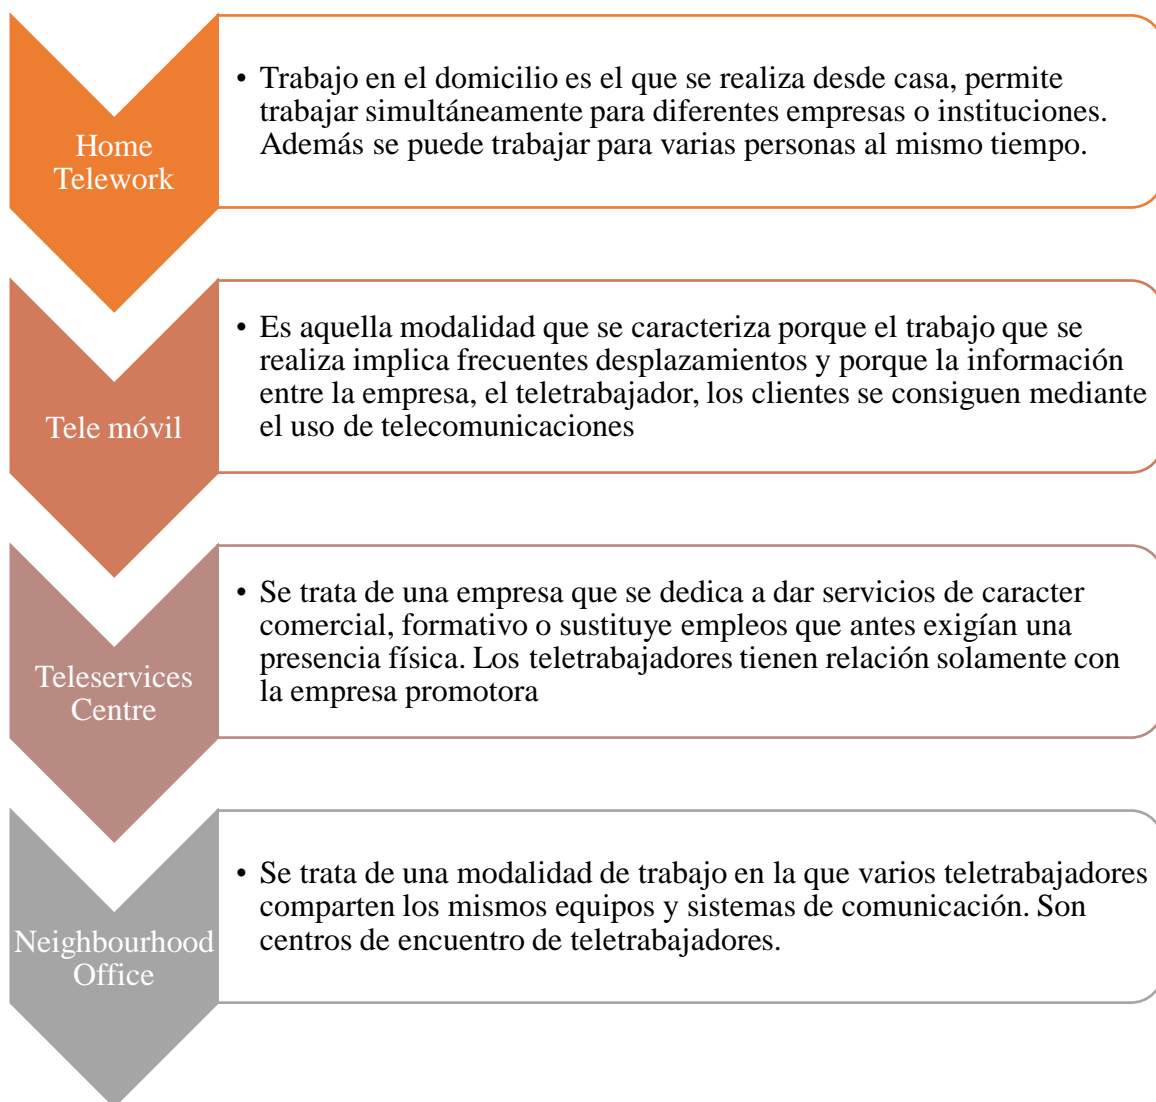 Home
Telework
• Trabajo en el domicilio es el que se realiza desde casa, permite
trabajar simultáneamente para diferentes empresas o instituciones.
Además se puede trabajar para varias personas al mismo tiempo.
Tele móvil
• Es aquella modalidad que se caracteriza porque el trabajo que se
realiza implica frecuentes desplazamientos y porque la información
entre la empresa, el teletrabajador, los clientes se consiguen mediante
el uso de telecomunicaciones
Teleservices
Centre
• Se trata de una empresa que se dedica a dar servicios de caracter
comercial, formativo o sustituye empleos que antes exigían una
presencia física. Los teletrabajadores tienen relación solamente con
la empresa promotora
Neighbourhood
Office
• Se trata de una modalidad de trabajo en la que varios teletrabajadores
comparten los mismos equipos y sistemas de comunicación. Son
centros de encuentro de teletrabajadores.